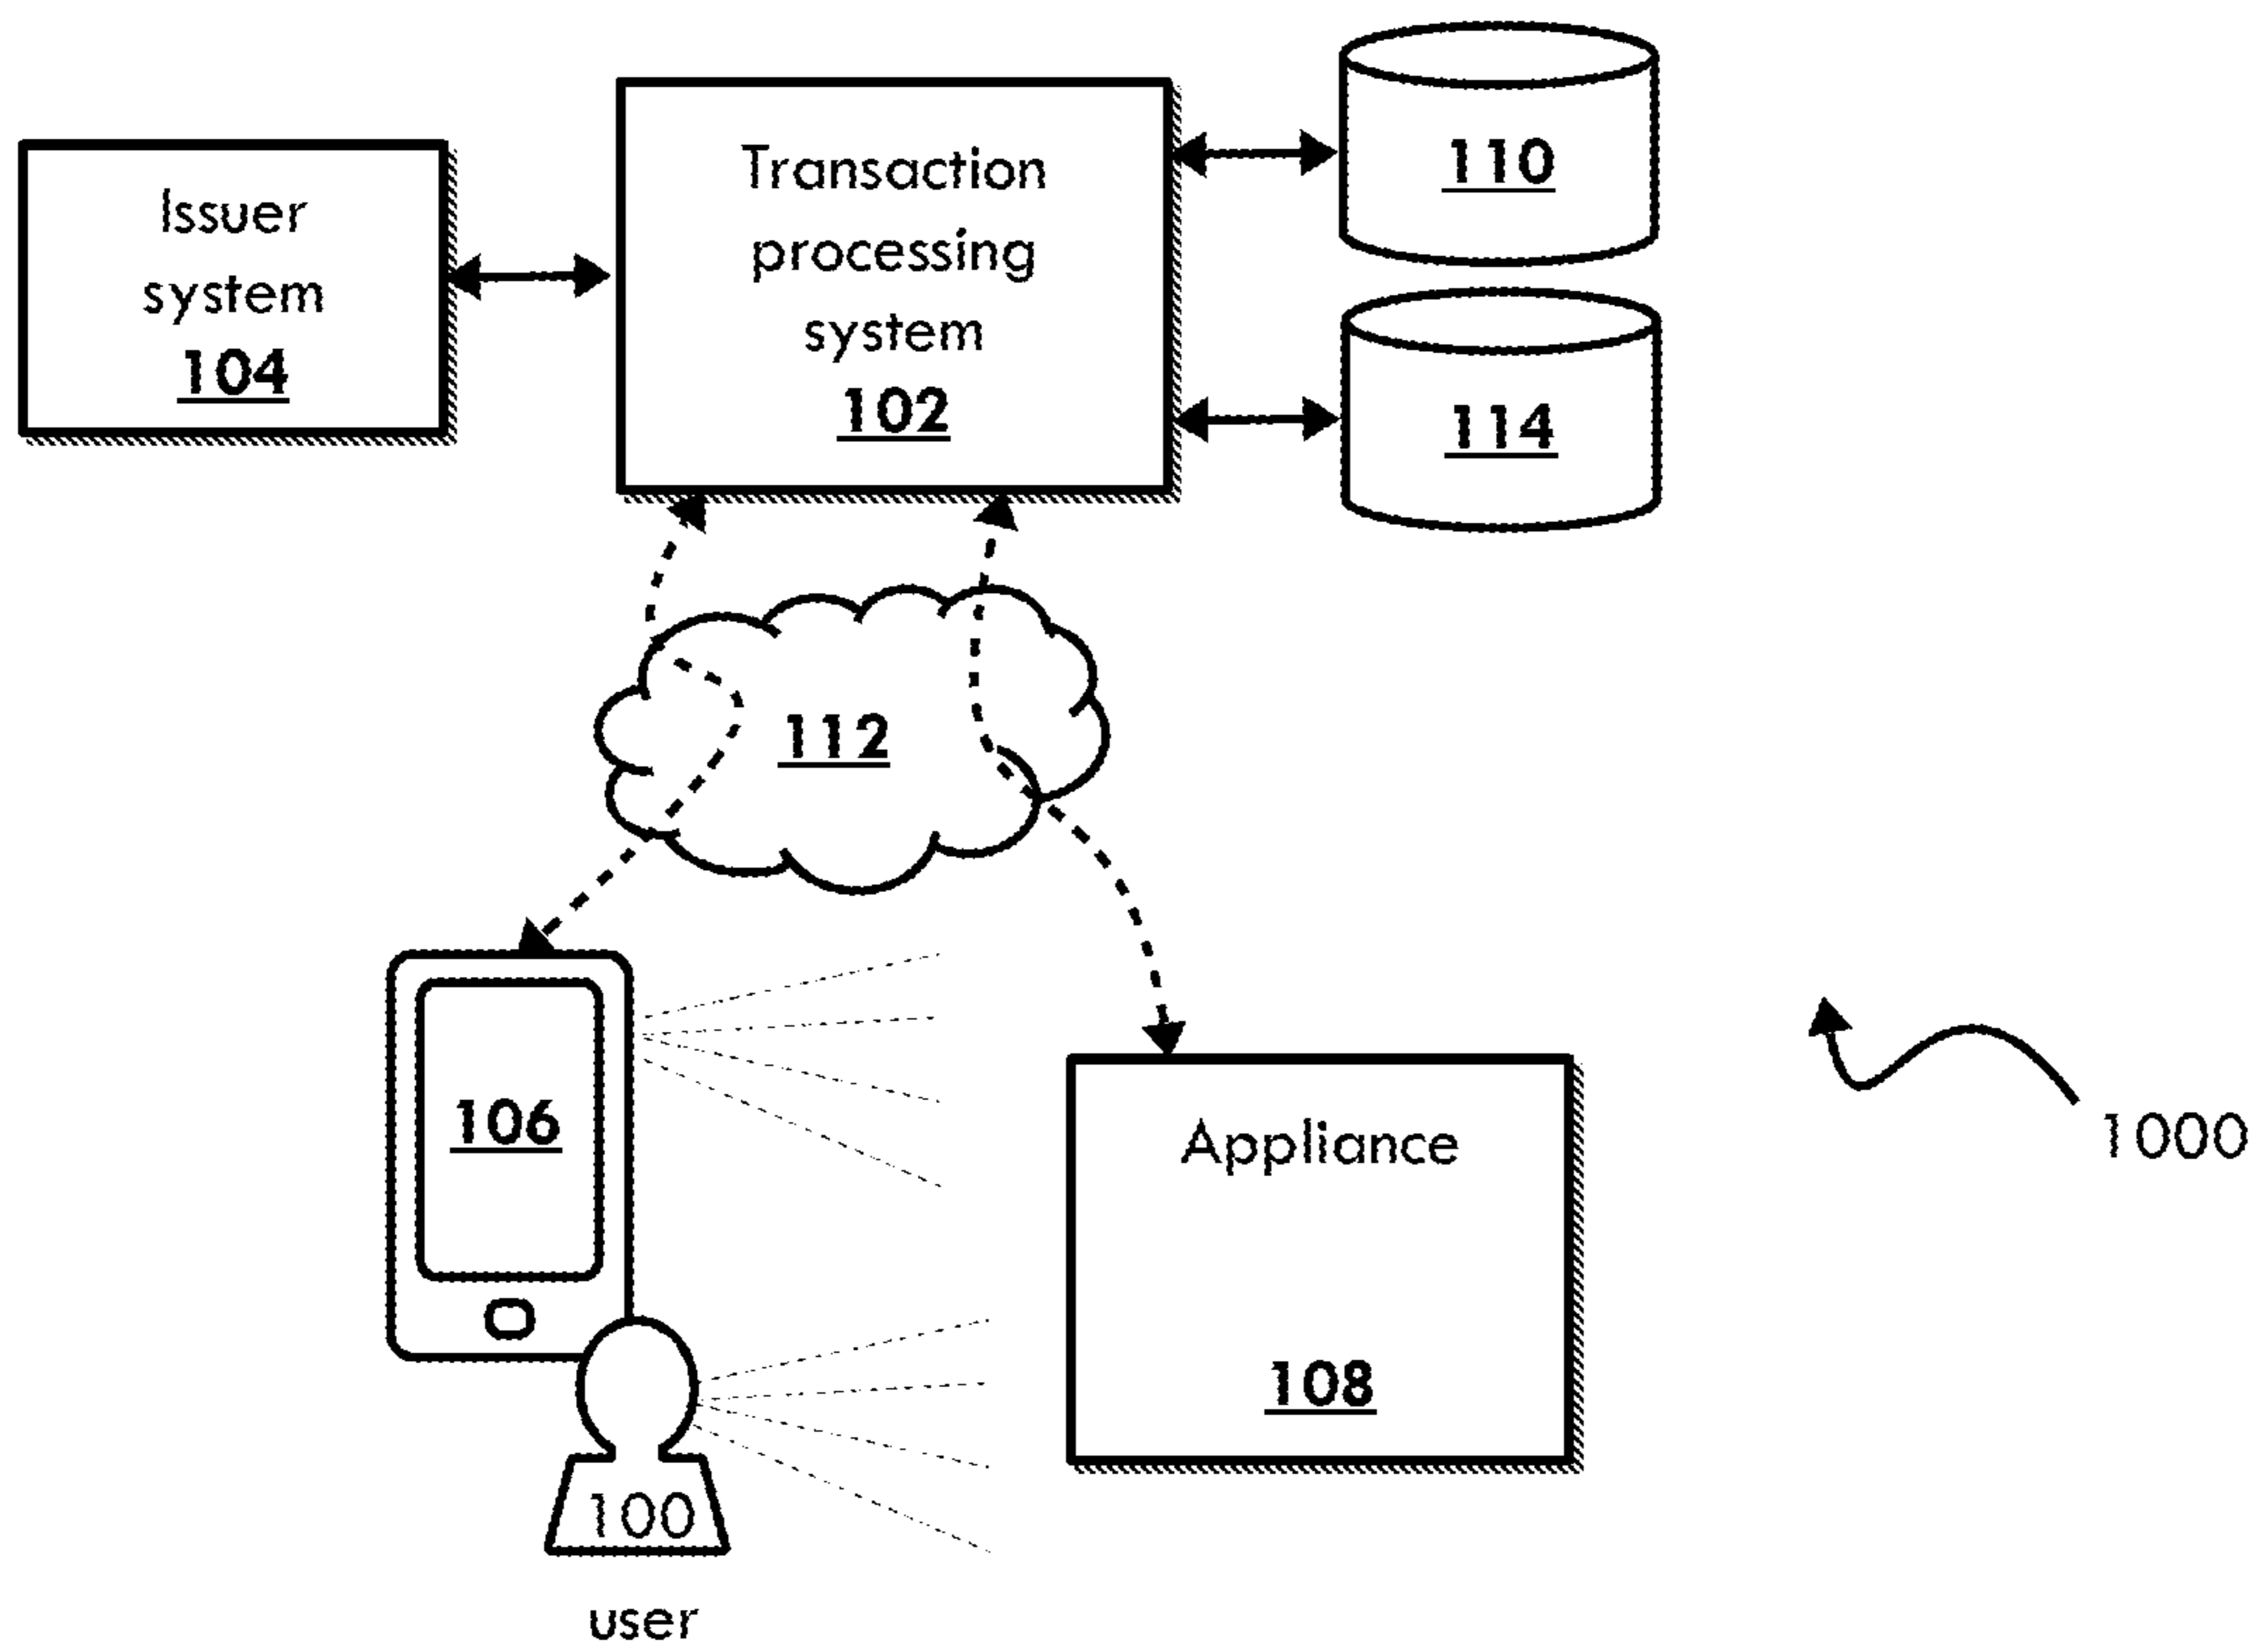 Issuer
system
104
Transaction
processing
system
102
110
114
112
106
Appliance
108
1000
100
user